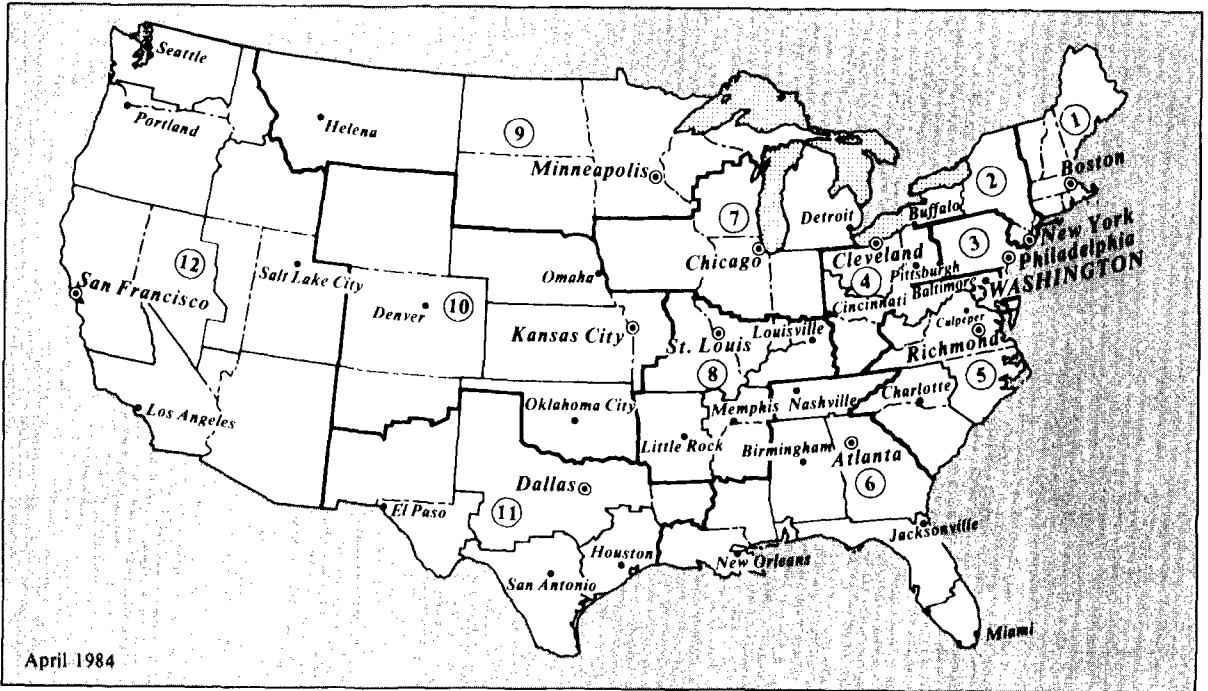 Seattle
Portland
Helena
9
Minneapolis
1
Boston
2
Buffalo
7
Detroit
3
New York
Philadelphia
Cleveland
Pittsburgh
WASHINGTON
Baltimore
4
Cincinnati
Chicago
12
San Francisco
Salt Lake City
Omaha
Denver
10
Kansas City
St. Louis
Louisville
Culpeper
Richmond
8
5
Los Angeles
Oklahoma City
Memphis
Nashville
Charlotte
Little Rock
Birmingham
Atlanta
6
Dallas
El Paso
11
Houston
New Orleans
Jacksonville
San Antonio
Miami
April 1984